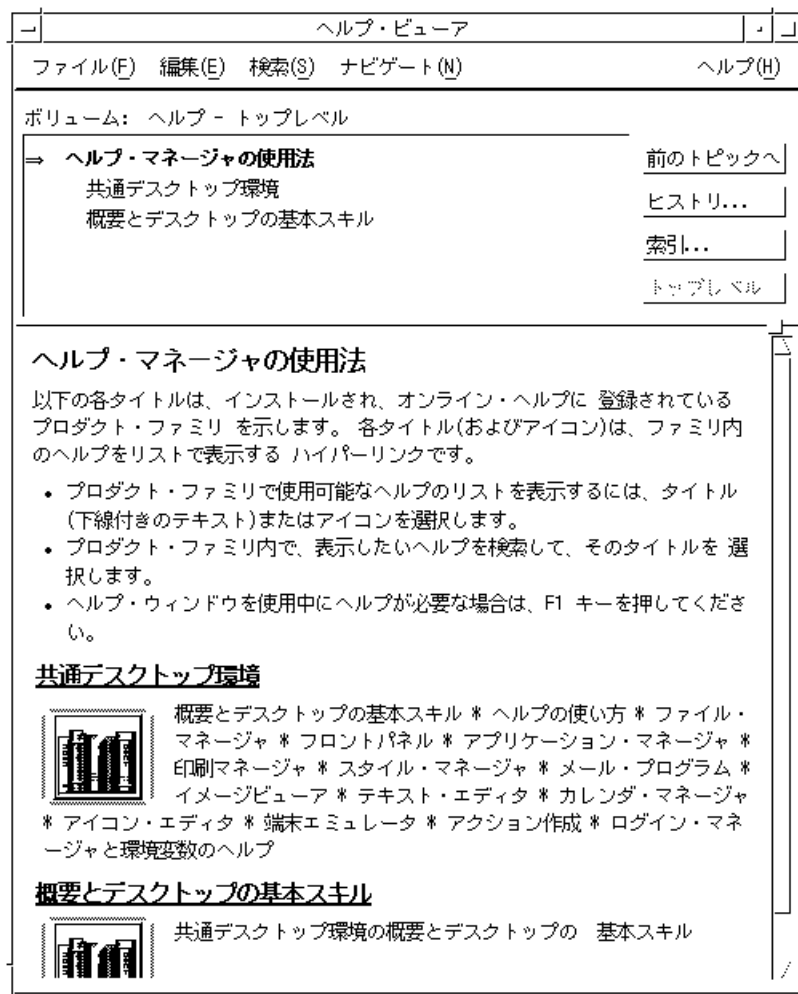 ヘルプ・ビューア
ファイル(F) 編集(E) 検索(S) ナビゲート(N) ヘルプ(H)
ボリューム: ヘルプ - トップレベル
⇒ ヘルプ・マネージャの使用法
共通デスクトップ環境
概要とデスクトップの基本スキル
前のトピックへ
ヒストリ...
索引...
トップレベル
ヘルプ・マネージャの使用法
以下の各タイトルは、インストールされ、オンライン・ヘルプに 登録されている
プロダクト・ファミリ を示します。 各タイトル(およびアイコン)は、ファミリ内
のヘルプをリストで表示する ハイパーリンクです。
• プロダクト・ファミリで使用可能なヘルプのリストを表示するには、タイトル
(下線付きのテキスト)またはアイコンを選択します。
• プロダクト・ファミリ内で、表示したいヘルプを検索して、そのタイトルを 選
択します。
• ヘルプ・ウィンドウを使用中にヘルプが必要な場合は、F1 キーを押してくださ
い。
共通デスクトップ環境
概要とデスクトップの基本スキル * ヘルプの使い方 * ファイル・
マネージャ * フロントパネル * アプリケーション・マネージャ *
印刷マネージャ * スタイル・マネージャ * メール・プログラム *
イメージビューア * テキスト・エディタ * カレンダ・マネージャ
* アイコン・エディタ * 端末エミュレータ * アクション作成 * ログイン・マネ
ージャと環境変数のヘルプ
概要とデスクトップの基本スキル
共通デスクトップ環境の概要とデスクトップの 基本スキル